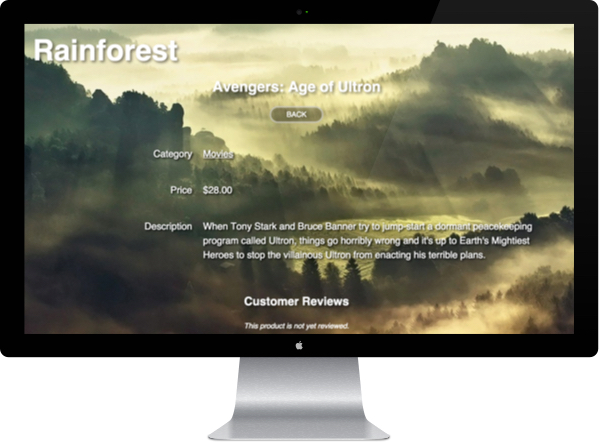 Rainforest
Avengers: Age of Ultron
BACK
Category Movies
Price $28.00
Description When Tony Stark and Bruce Banner try to jump-start a dormant peacekeeping
program called Ultron, things go horribly wrong and it's up to Earth's Mightiest
Heroes to stop the villainous Ultron from enacting his terrible plans.
Customer Reviews
This product is not yet reviewed.